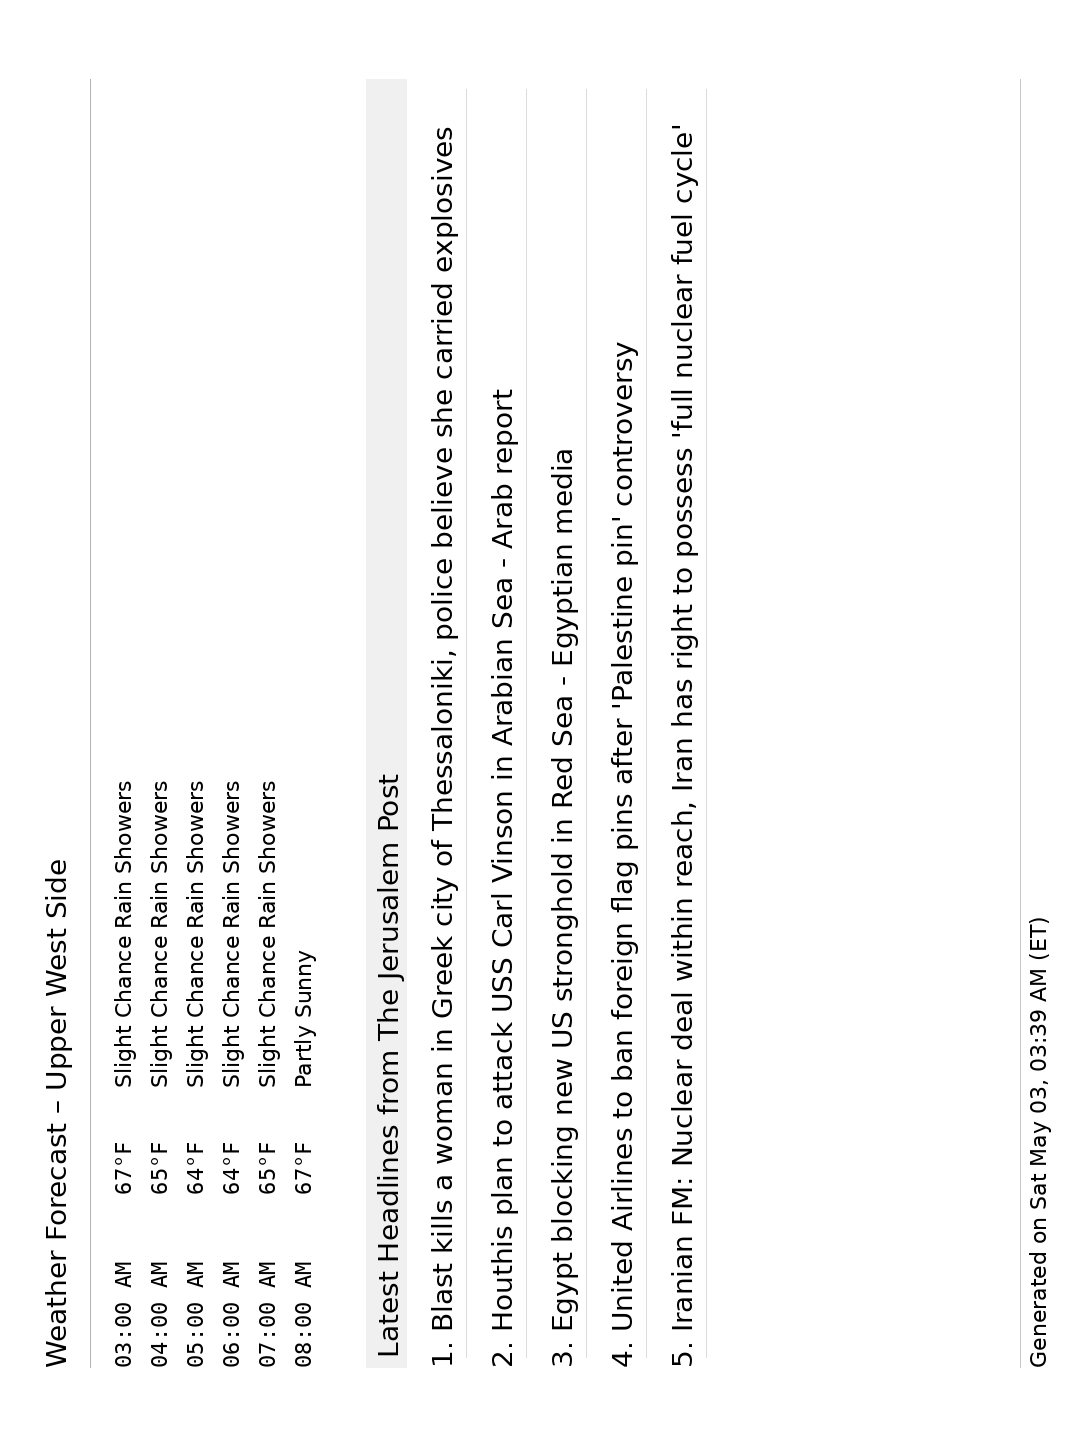 Weather Forecast – Upper West Side
03:00 AM 67°F Slight Chance Rain Showers
04:00 AM 65°F Slight Chance Rain Showers
05:00 AM 64°F Slight Chance Rain Showers
06:00 AM 64°F Slight Chance Rain Showers
07:00 AM 65°F Slight Chance Rain Showers
08:00 AM 67°F Partly Sunny
Latest Headlines from The Jerusalem Post
1. Blast kills a woman in Greek city of Thessaloniki, police believe she carried explosives
2. Houthis plan to attack USS Carl Vinson in Arabian Sea - Arab report
3. Egypt blocking new US stronghold in Red Sea - Egyptian media
4. United Airlines to ban foreign flag pins after 'Palestine pin' controversy
5. Iranian FM: Nuclear deal within reach, Iran has right to possess 'full nuclear fuel cycle'
Generated on Sat May 03, 03:39 AM (ET)